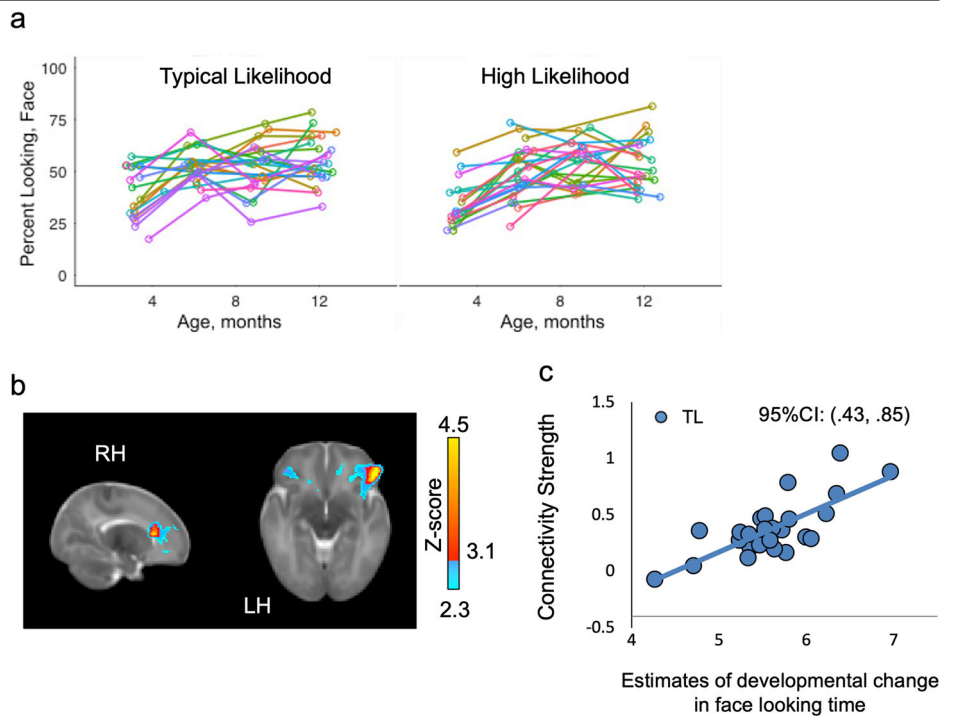 a
Typical Likelihood
High Likelihood
Percent Looking, Face
100
75
50
25
0
4 8 12
4 8 12
Age, months
Age, months
b
RH
LH
4.5
Z-score
3.1
2.3
c
TL
95%CI: (.43, .85)
Connectivity Strength
1.5
1
0.5
0
-0.5
4 5 6 7
Estimates of developmental change
in face looking time